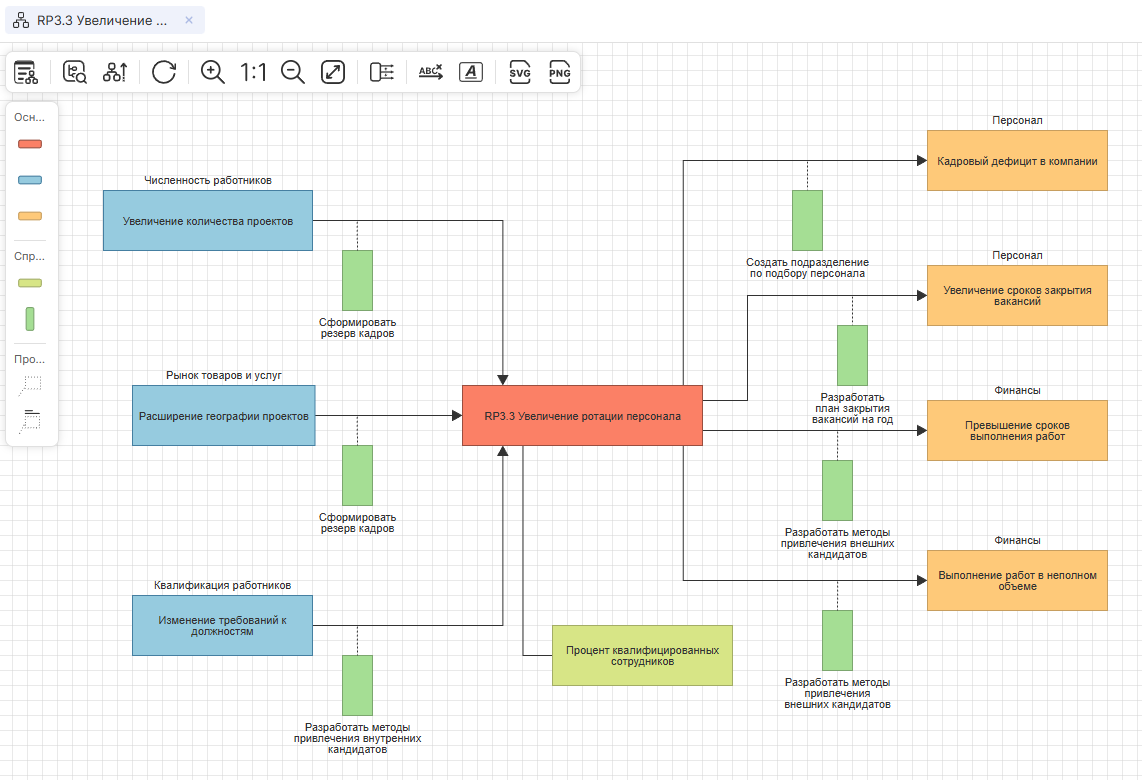 RP3.3 Увеличение ...
1:1
ABC
A
SVG
PNG
Осн...
Спр...
Про...
Численность работников
Увеличение количества проектов
Сформировать
резерв кадров
Рынок товаров и услуг
Расширение географии проектов
Сформировать
резерв кадров
Квалификация работников
Изменение требований к
должностям
Разработать методы
привлечения внутренних
кандидатов
RP3.3 Увеличение ротации персонала
Процент квалифицированных
сотрудников
Персонал
Кадровый дефицит в компании
Создать подразделение
по подбору персонала
Персонал
Увеличение сроков закрытия
вакансий
Разработать
план закрытия
вакансий на год
Финансы
Превышение сроков
выполнения работ
Разработать методы
привлечения внешних
кандидатов
Финансы
Выполнение работ в неполном
объеме
Разработать методы
привлечения
внешних кандидатов